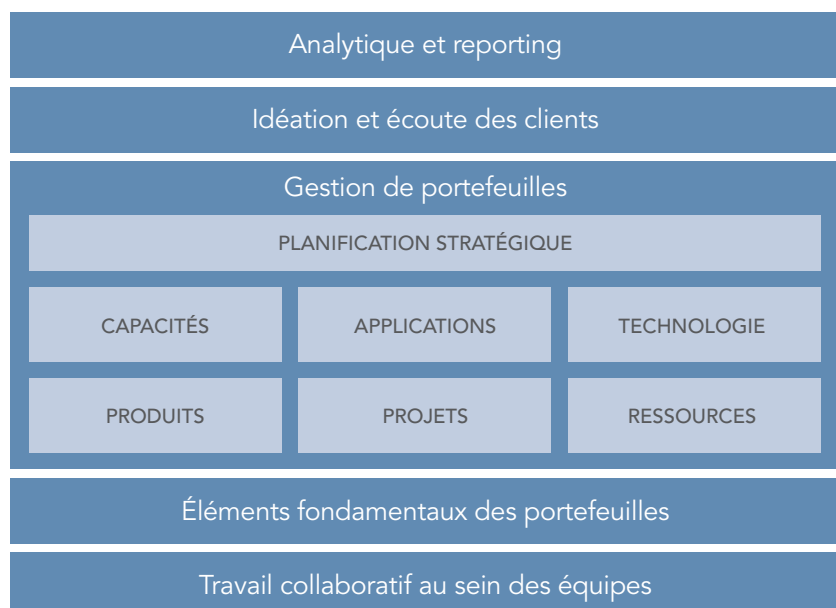 Analytique et reporting
Idéation et écoute des clients
Gestion de portefeuilles
PLANIFICATION STRATÉGIQUE
CAPACITÉS
APPLICATIONS
TECHNOLOGIE
PRODUITS
PROJETS
RESSOURCES
Éléments fondamentaux des portefeuilles
Travail collaboratif au sein des équipes